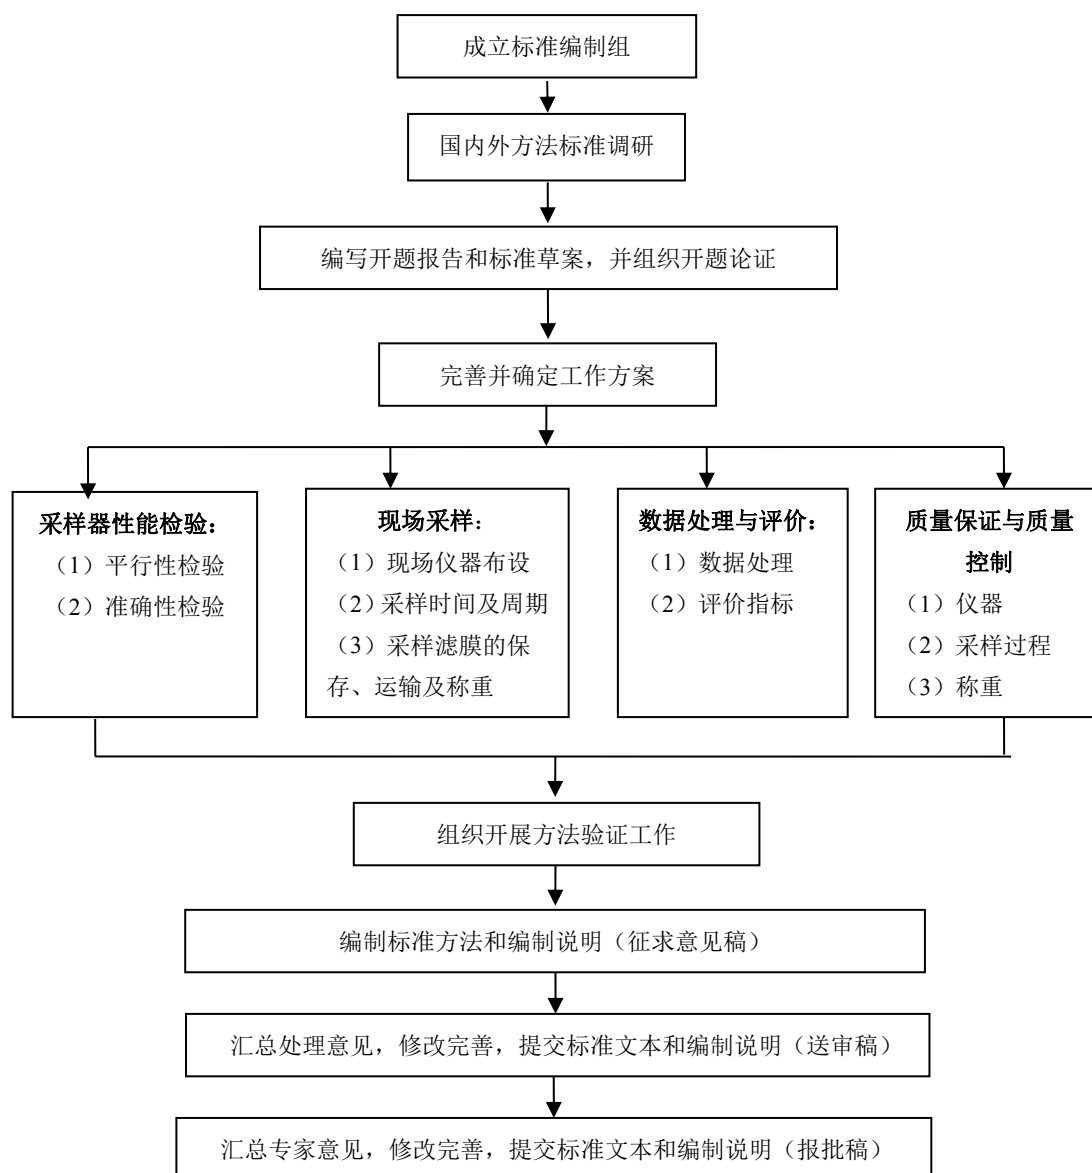 成立标准编制组
国内外方法标准调研
编写开题报告和标准草案，并组织开题论证
完善并确定工作方案
采样器性能检验：
（1）平行性检验
（2）准确性检验
现场采样：
（1）现场仪器布设
（2）采样时间及周期
（3）采样滤膜的保
存、运输及称重
数据处理与评价：
（1）数据处理
（2）评价指标
质量保证与质量
控制
（1）仪器
（2）采样过程
（3）称重
组织开展方法验证工作
编制标准方法和编制说明（征求意见稿）
汇总处理意见，修改完善，提交标准文本和编制说明（送审稿）
汇总专家意见，修改完善，提交标准文本和编制说明（报批稿）